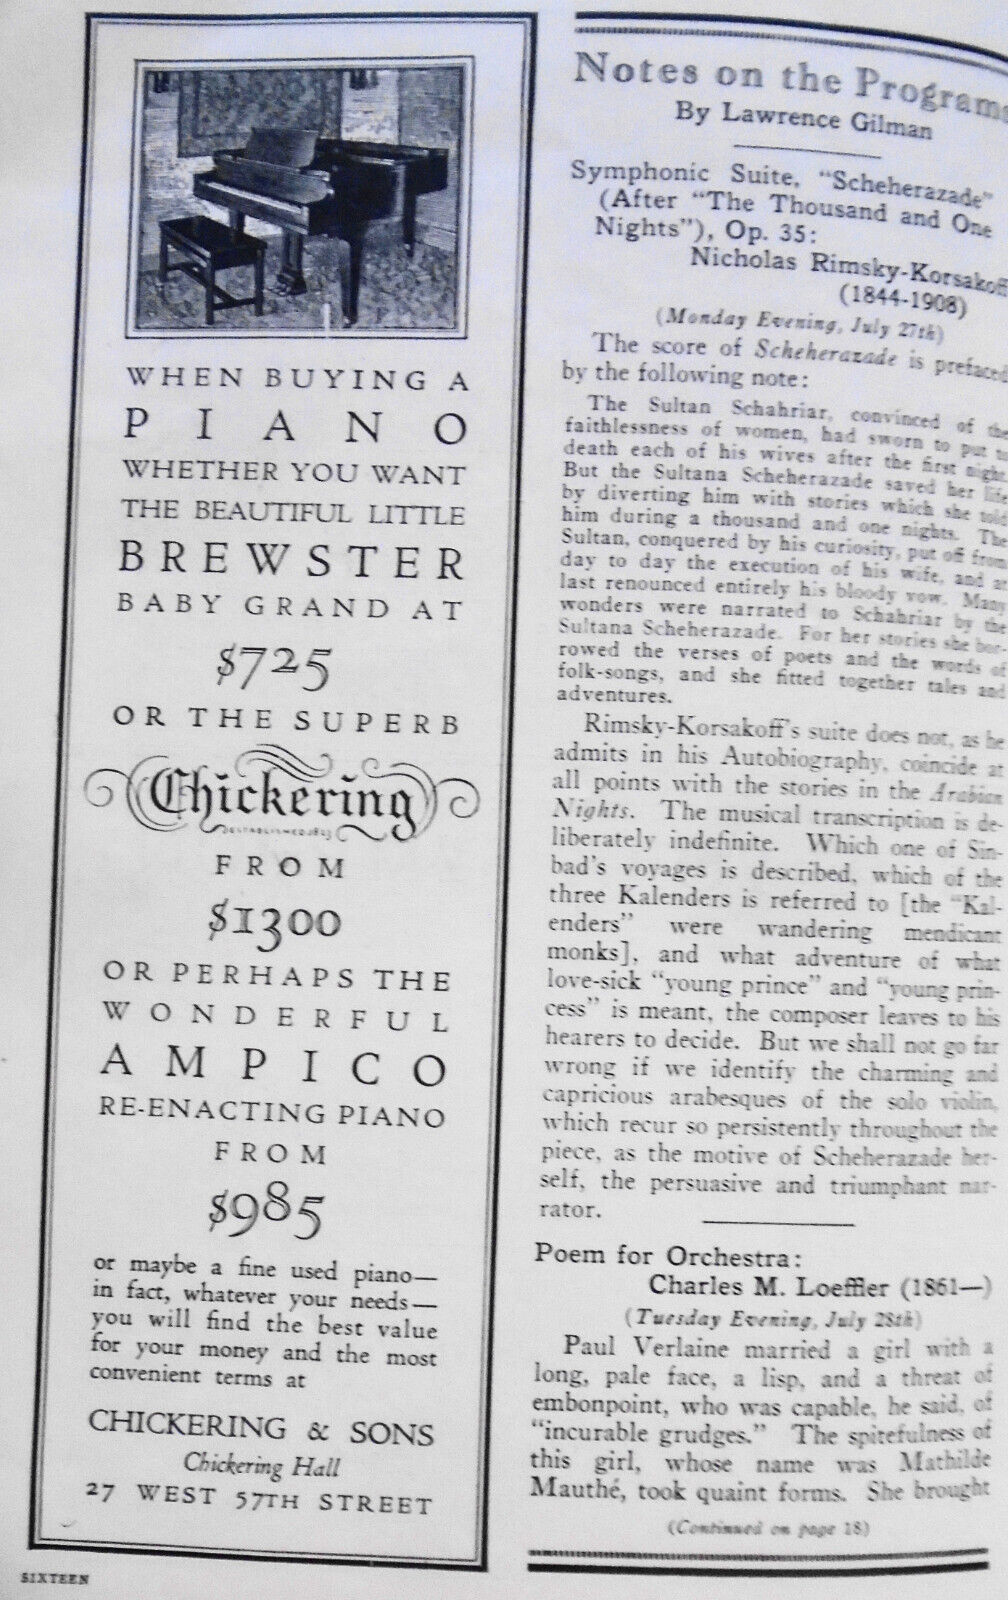 WHEN BUYING A
PIANO
WHETHER YOU WANT
THE BEAUTIFUL LITTLE
BREWSTER
BABY GRAND AT
$725
OR THE SUPERB
Chickering
ESTABLISHED 1823
FROM
$1300
OR PERHAPS THE
WONDERFUL
AMPICO
RE-ENACTING PIANO
FROM
$985
or maybe a fine used piano—
in fact, whatever your needs—
you will find the best value
for your money and the most
convenient terms at
CHICKERING & SONS
Chickering Hall
27 WEST 57TH STREET
SIXTEEN
Notes on the Programs
By Lawrence Gilman
Symphonic Suite, "Scheherazade"
(After "The Thousand and One
Nights"), Op. 35:
Nicholas Rimsky-Korsakoff
(1844-1908)
(Monday Evening, July 27th)
The score of Scheherazade is prefaced
by the following note:
The Sultan Schahriar, convinced of the
faithlessness of women, had sworn to put to
death each of his wives after the first night.
But the Sultana Scheherazade saved her life
by diverting him with stories which she told
him during a thousand and one nights. The
Sultan, conquered by his curiosity, put off from
day to day the execution of his wife, and at
last renounced entirely his bloody vow. Many
wonders were narrated to Schahriar by the
Sultana Scheherazade. For her stories she bor-
rowed the verses of poets and the words of
folk-songs, and she fitted together tales and
adventures.
Rimsky-Korsakoff's suite does not, as he
admits in his Autobiography, coincide at
all points with the stories in the Arabian
Nights. The musical transcription is de-
liberately indefinite. Which one of Sin-
bad's voyages is described, which of the
three Kalenders is referred to [the "Kal-
enders" were wandering mendicant
monks], and what adventure of what
love-sick "young prince" and "young prin-
cess" is meant, the composer leaves to his
hearers to decide. But we shall not go far
wrong if we identify the charming and
capricious arabesques of the solo violin,
which recur so persistently throughout the
piece, as the motive of Scheherazade her-
self, the persuasive and triumphant nar-
rator.
Poem for Orchestra:
Charles M. Loeffler (1861—)
(Tuesday Evening, July 28th)
Paul Verlaine married a girl with a
long, pale face, a lisp, and a threat of
embonpoint, who was capable, he said, of
"incurable grudges." The spitefulness of
this girl, whose name was Mathilde
Mauthé, took quaint forms. She brought
(Continued on page 18)